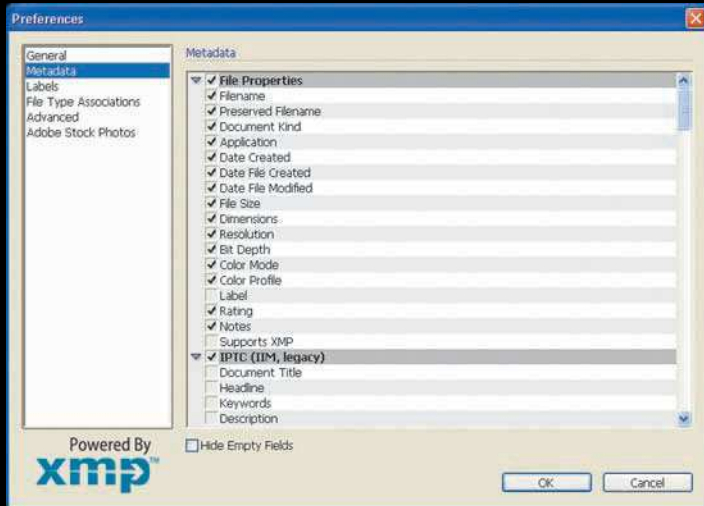 Preferences
General
Metadata
Labels
File Type Associations
Advanced
Adobe Stock Photos
Metadata
File Properties
Filename
Preserved Filename
Document Kind
Application
Date Created
Date File Created
Date File Modified
File Size
Dimensions
Resolution
Bit Depth
Color Mode
Color Profile
Label
Rating
Notes
Supports XMP
IPTC (IIM, legacy)
Document Title
Headline
Keywords
Description
Hide Empty Fields
Powered By
xmp™
OK
Cancel